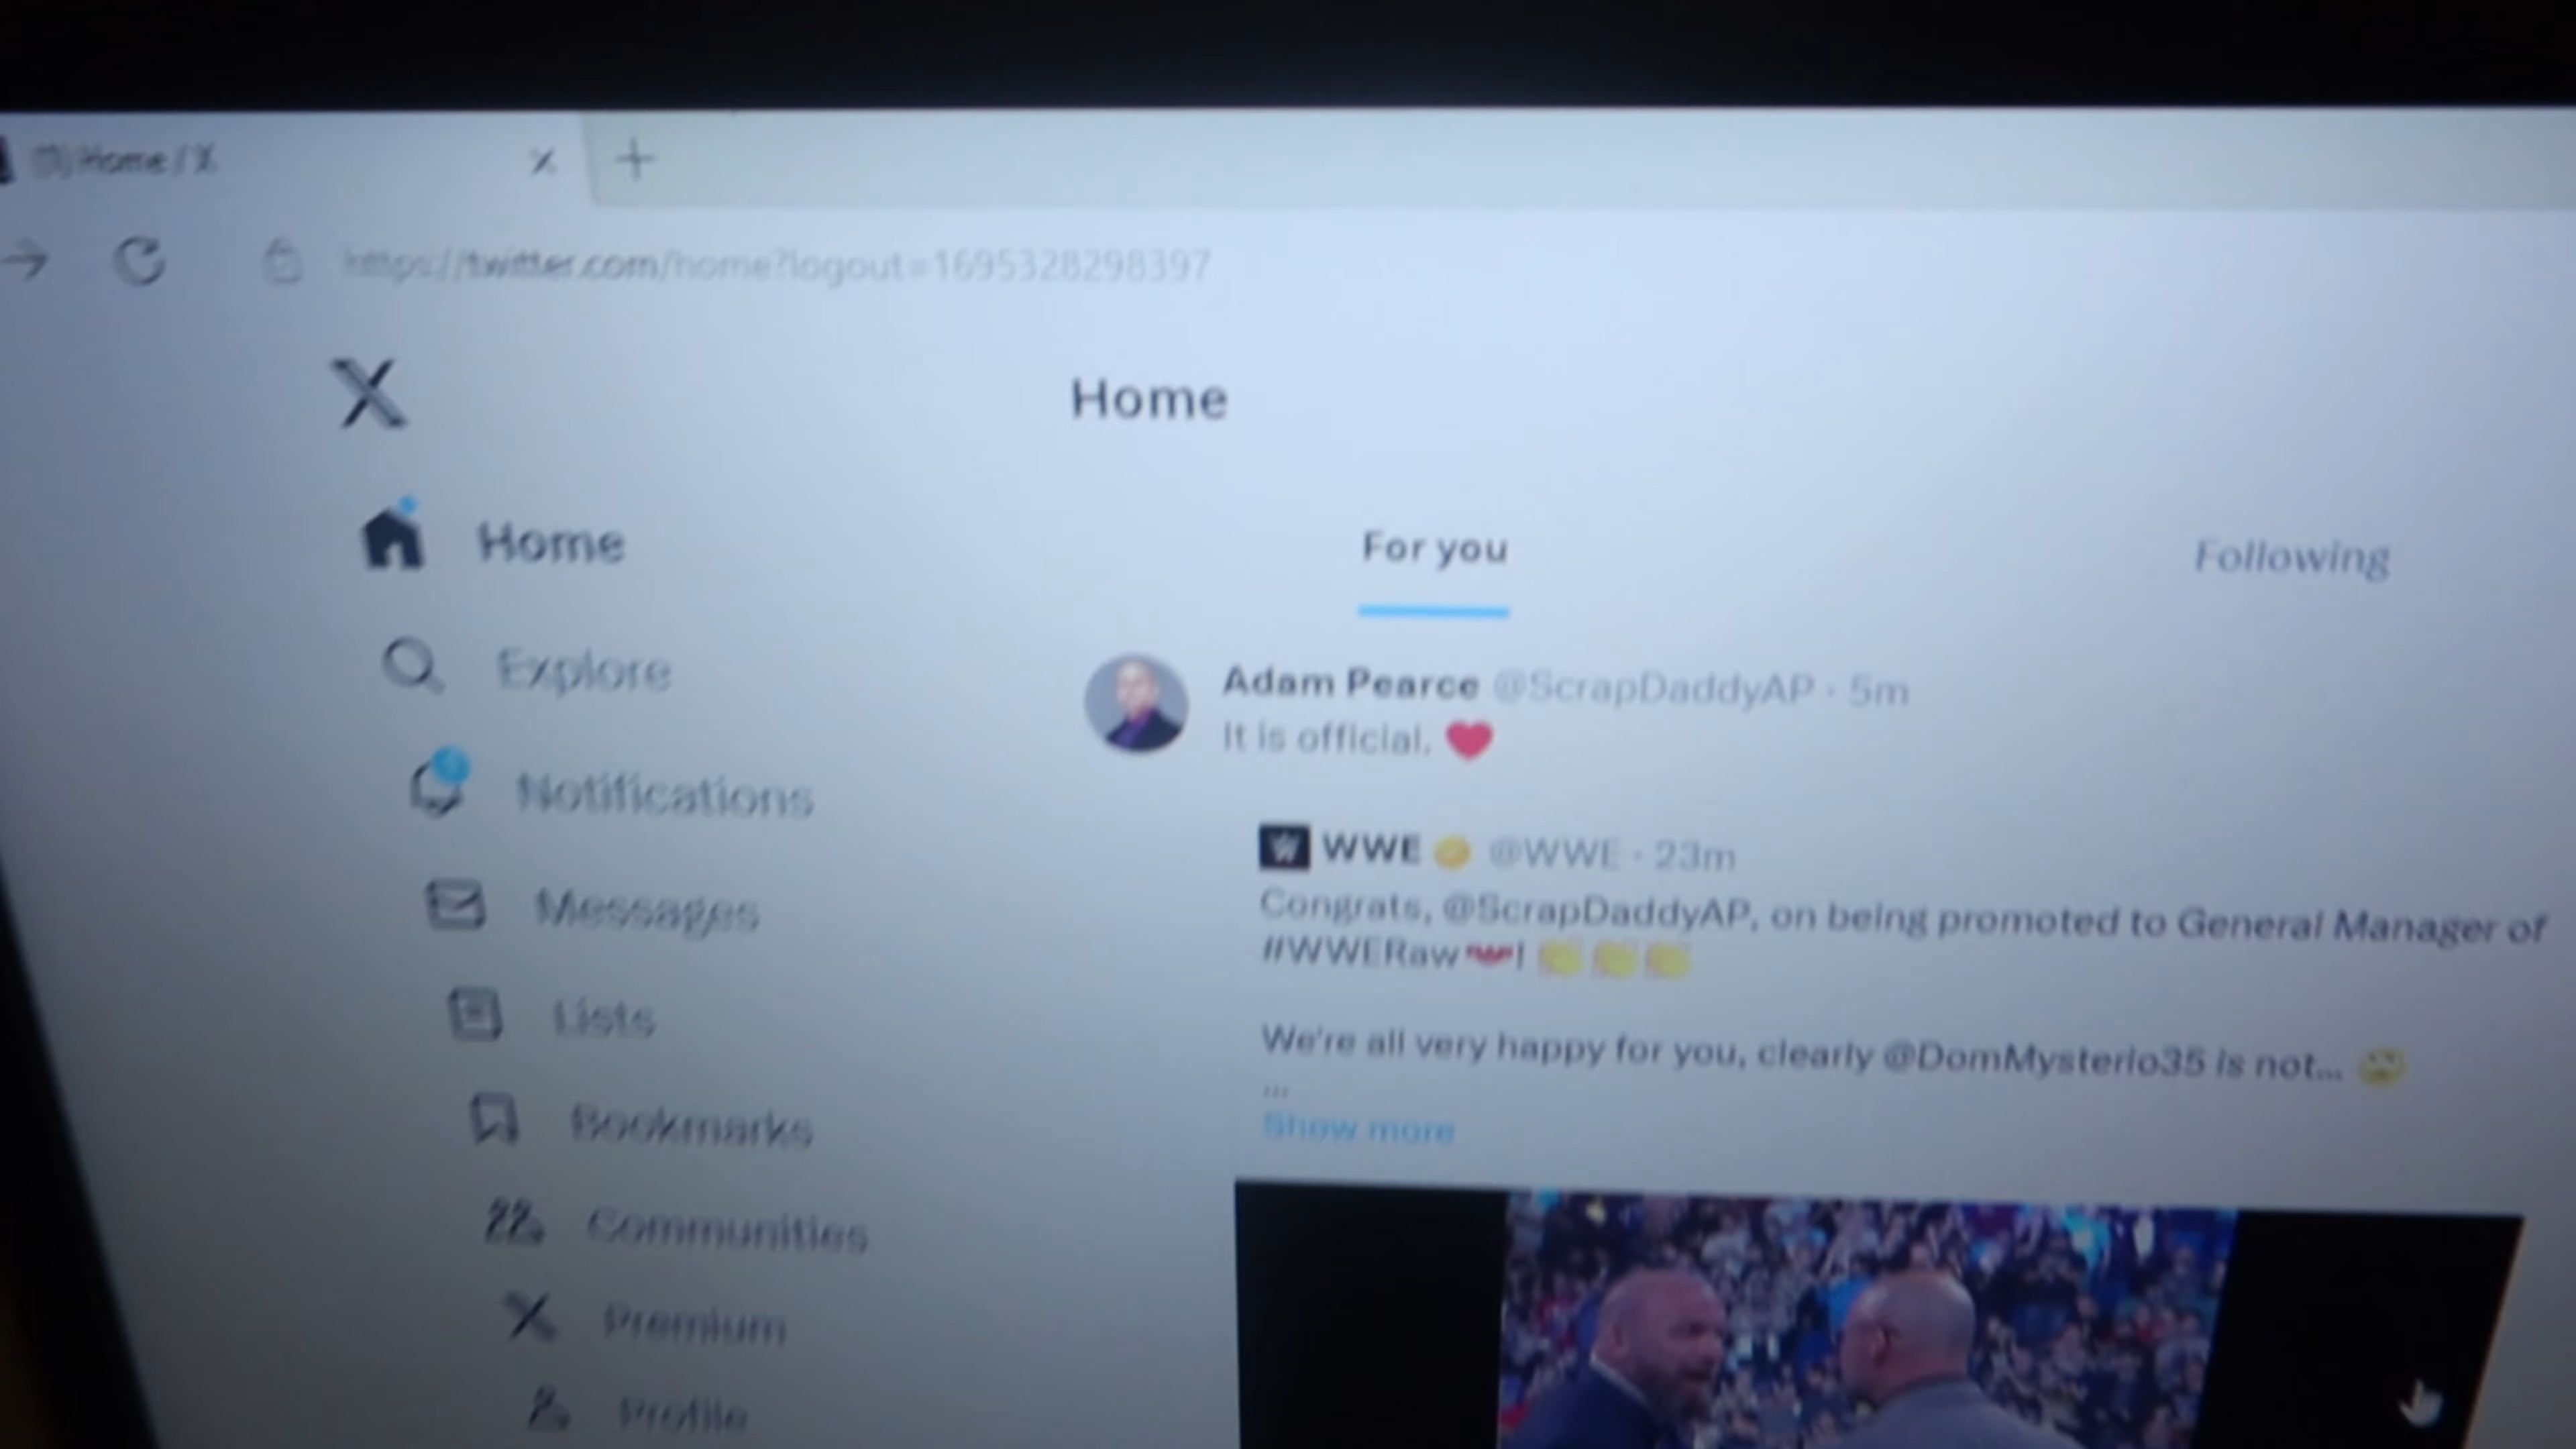 Home / X
https://twitter.com/home?logout=1695328298397
Home
Home
Explore
Notifications
Messages
Lists
Bookmarks
Communities
Premium
Profile
For you
Following
Adam Pearce @ScrapDaddyAP · 5m
It is official. ❤️
WWE @WWE · 23m
Congrats, @ScrapDaddyAP, on being promoted to General Manager of
#WWERaw! 👏👏👏
We're all very happy for you, clearly @DomMysterio35 is not...
...
Show more